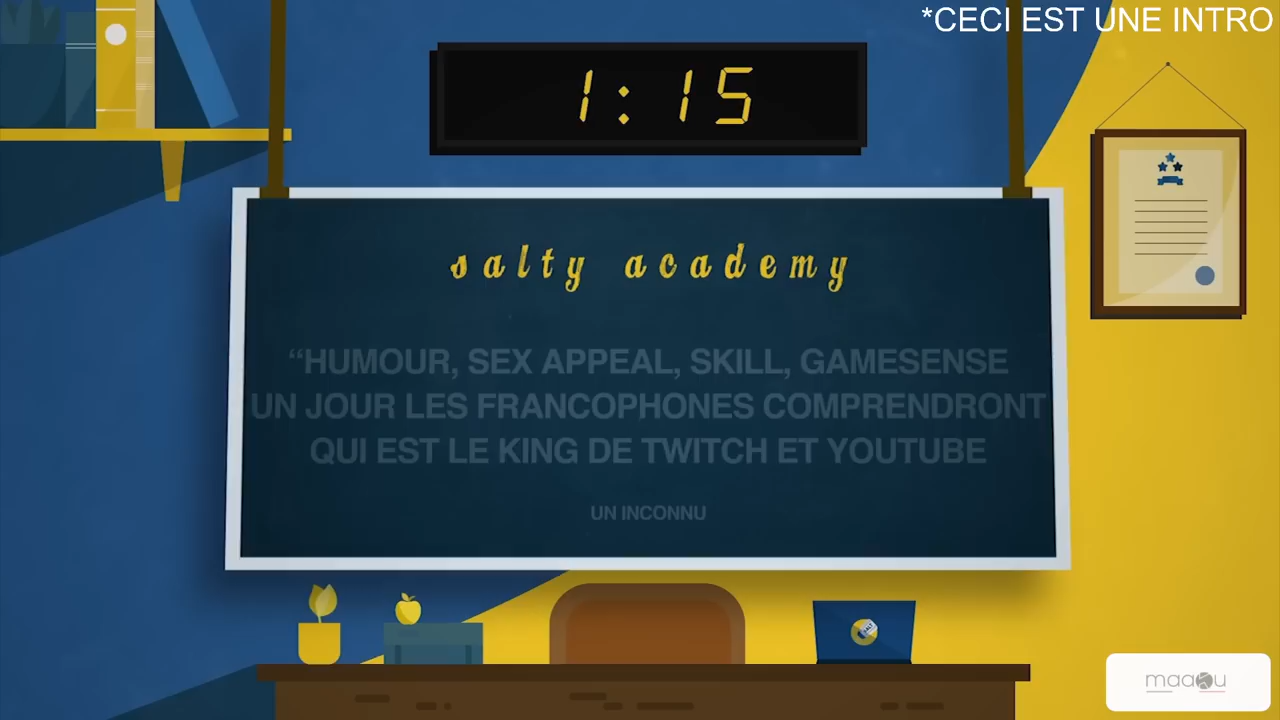 *CECI EST UNE INTRO
1:15
salty academy
“HUMOUR, SEX APPEAL, SKILL, GAMESENSE
UN JOUR LES FRANCOPHONES COMPRENDRONT
QUI EST LE KING DE TWITCH ET YOUTUBE
UN INCONNU
maaku